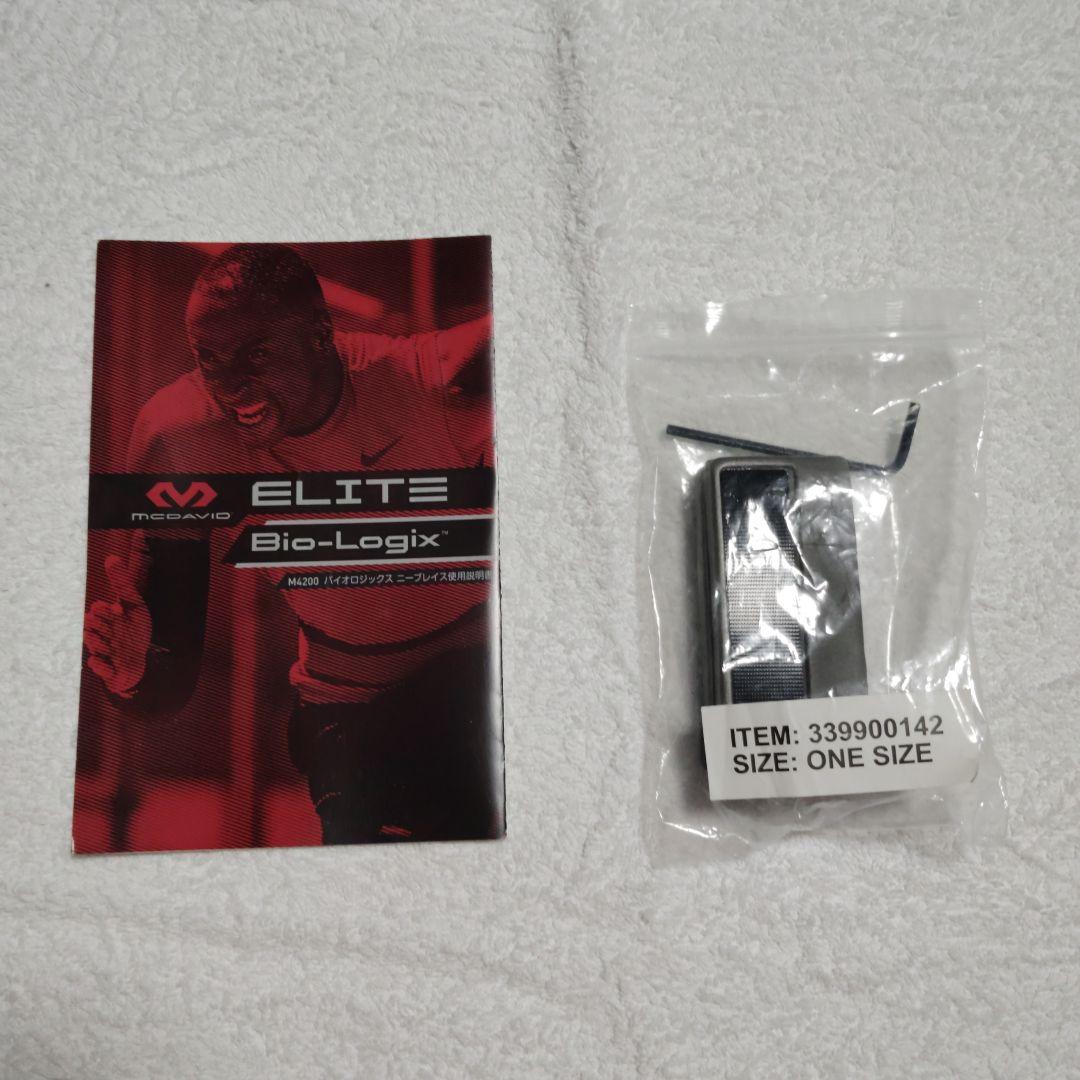 McDAVID
ELITE
Bio-Logix™
M4200 バイオロジックス ニーブレイス使用説明書
ITEM: 339900142
SIZE: ONE SIZE